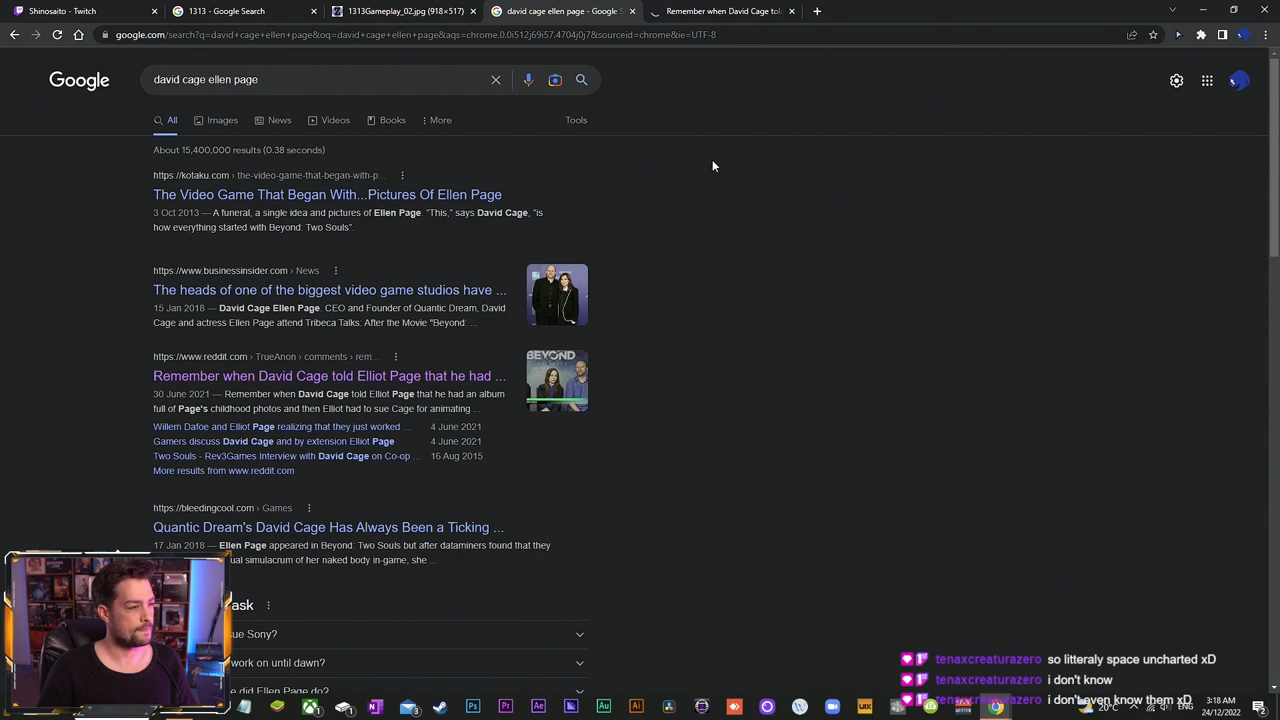 Shinosaito - Twitch
1313 - Google Search
1313Gameplay_02.jpg (918×517)
david cage ellen page - Google S
Remember when David Cage tol
google.com/search?q=david+cage+ellen+page&oq=david+cage+ellen+page&aqs=chrome.0.0i512j69i57.4704j0j7&sourceid=chrome&ie=UTF-8
Google
david cage ellen page
All
Images
News
Videos
Books
More
Tools
About 15,400,000 results (0.38 seconds)
https://kotaku.com › the-video-game-that-began-with-p...
The Video Game That Began With...Pictures Of Ellen Page
3 Oct 2013 — A funeral, a single idea and pictures of Ellen Page. "This," says David Cage, "is
how everything started with Beyond: Two Souls".
https://www.businessinsider.com › News
The heads of one of the biggest video game studios have ...
15 Jan 2018 — David Cage Ellen Page. CEO and Founder of Quantic Dream, David
Cage and actress Ellen Page attend Tribeca Talks: After the Movie "Beyond: ...
https://www.reddit.com › TrueAnon › comments › rem...
Remember when David Cage told Elliot Page that he had ...
BEYOND
30 June 2021 — Remember when David Cage told Elliot Page that he had an album
full of Page's childhood photos and then Elliot had to sue Cage for animating ...
Willem Dafoe and Elliot Page realizing that they just worked ... 4 June 2021
Gamers discuss David Cage and by extension Elliot Page 4 June 2021
Two Souls - Rev3Games Interview with David Cage on Co-op ... 16 Aug 2015
More results from www.reddit.com
https://bleedingcool.com › Games
Quantic Dream's David Cage Has Always Been a Ticking ...
17 Jan 2018 — Ellen Page appeared in Beyond: Two Souls but after dataminers found that they
ual simulacrum of her naked body in-game, she ...
ask
sue Sony?
work on until dawn?
did Ellen Page do?
tenaxcreaturazero so litteraly space uncharted xD
tenaxcreaturazero i don't know
tenaxcreaturazero i don't even know them xD
20°C
ENG
3:18 AM
24/12/2022